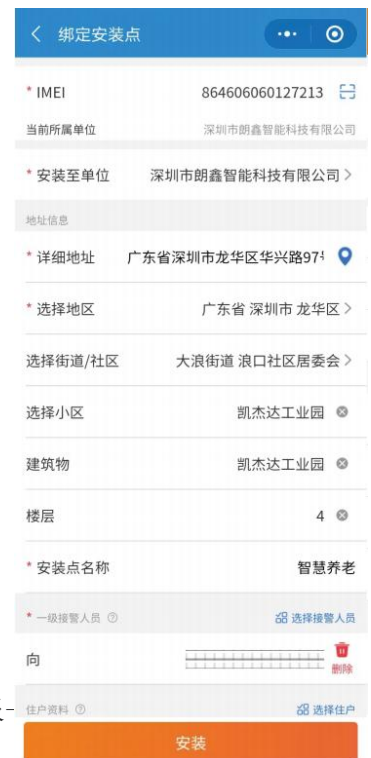 绑定安装点
* IMEI 864606060127213
当前所属单位 深圳市朗鑫智能科技有限公司
* 安装至单位 深圳市朗鑫智能科技有限公司
地址信息
* 详细地址 广东省深圳市龙华区华兴路97
* 选择地区 广东省 深圳市 龙华区
选择街道/社区 大浪街道 浪口社区居委会
选择小区 凯杰达工业园
建筑物 凯杰达工业园
楼层 4
* 安装点名称 智慧养老
* 一级接警人员 选择接警人员
向
删除
住户资料 选择住户
安装